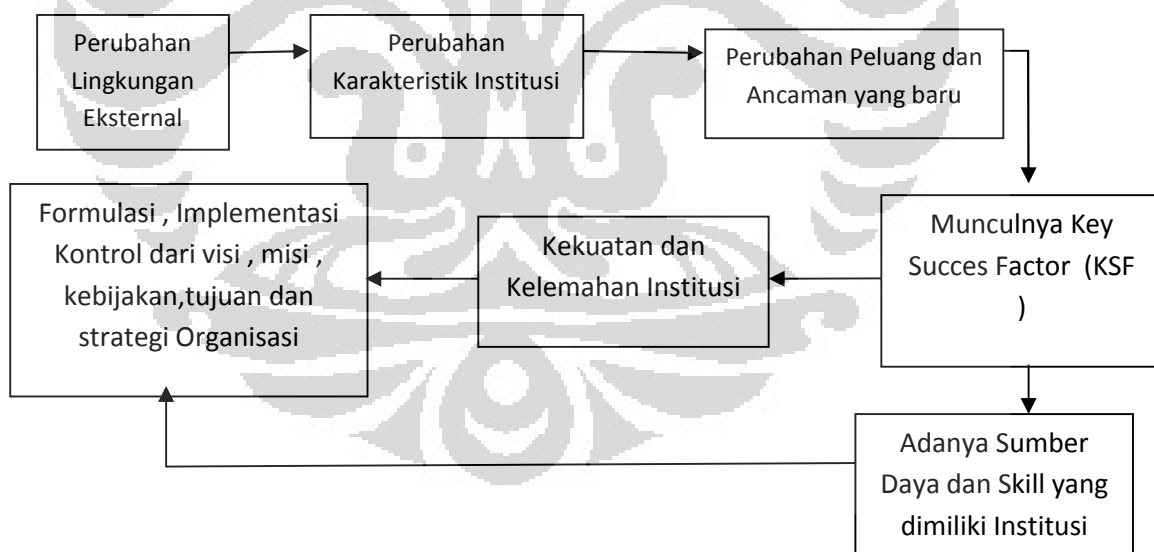 Perubahan
Lingkungan
Eksternal
Perubahan
Karakteristik Institusi
Perubahan Peluang dan
Ancaman yang baru
Munculnya Key
Succes Factor (KSF
)
Kekuatan dan
Kelemahan Institusi
Formulasi , Implementasi
Kontrol dari visi , misi ,
kebijakan,tujuan dan
strategi Organisasi
Adanya Sumber
Daya dan Skill yang
dimiliki Institusi